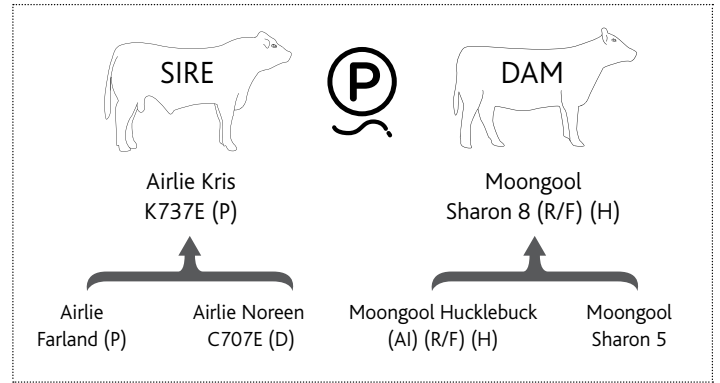 SIRE
P
DAM
Airlie Kris
K737E (P)
Moongool
Sharon 8 (R/F) (H)
Airlie
Farland (P)
Airlie Noreen
C707E (D)
Moongool Hucklebuck
(AI) (R/F) (H)
Moongool
Sharon 5